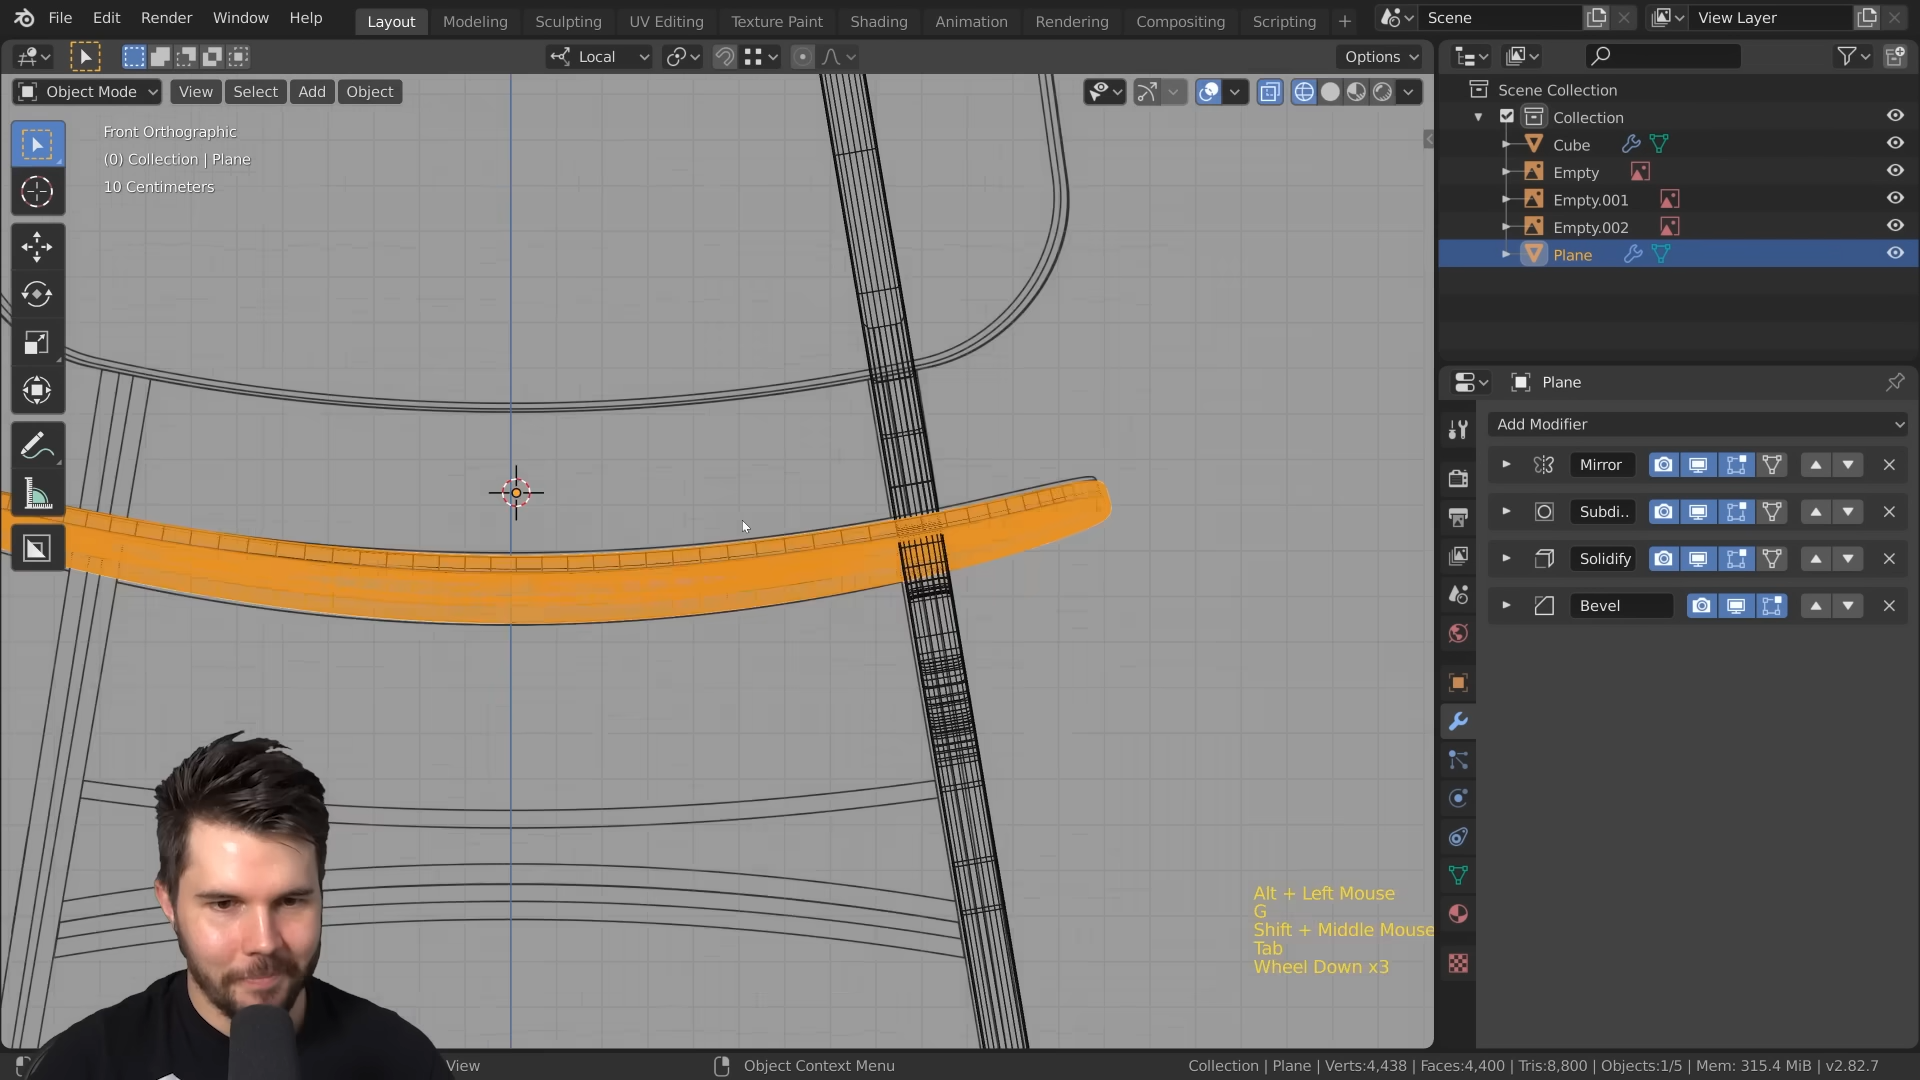 File Edit Render Window Help Layout Modeling Sculpting UV Editing Texture Paint Shading Animation Rendering Compositing Scripting + Scene View Layer
Local Options
Object Mode View Select Add Object
Front Orthographic
(0) Collection | Plane
10 Centimeters
Scene Collection
Collection
Cube
Empty
Empty.001
Empty.002
Plane
Plane
Add Modifier
Mirror
Subdi..
Solidify
Bevel
Alt + Left Mouse
G
Shift + Middle Mouse
Tab
Wheel Down x3
View Object Context Menu Collection | Plane | Verts:4,438 | Faces:4,400 | Tris:8,800 | Objects:1/5 | Mem: 315.4 MiB | v2.82.7